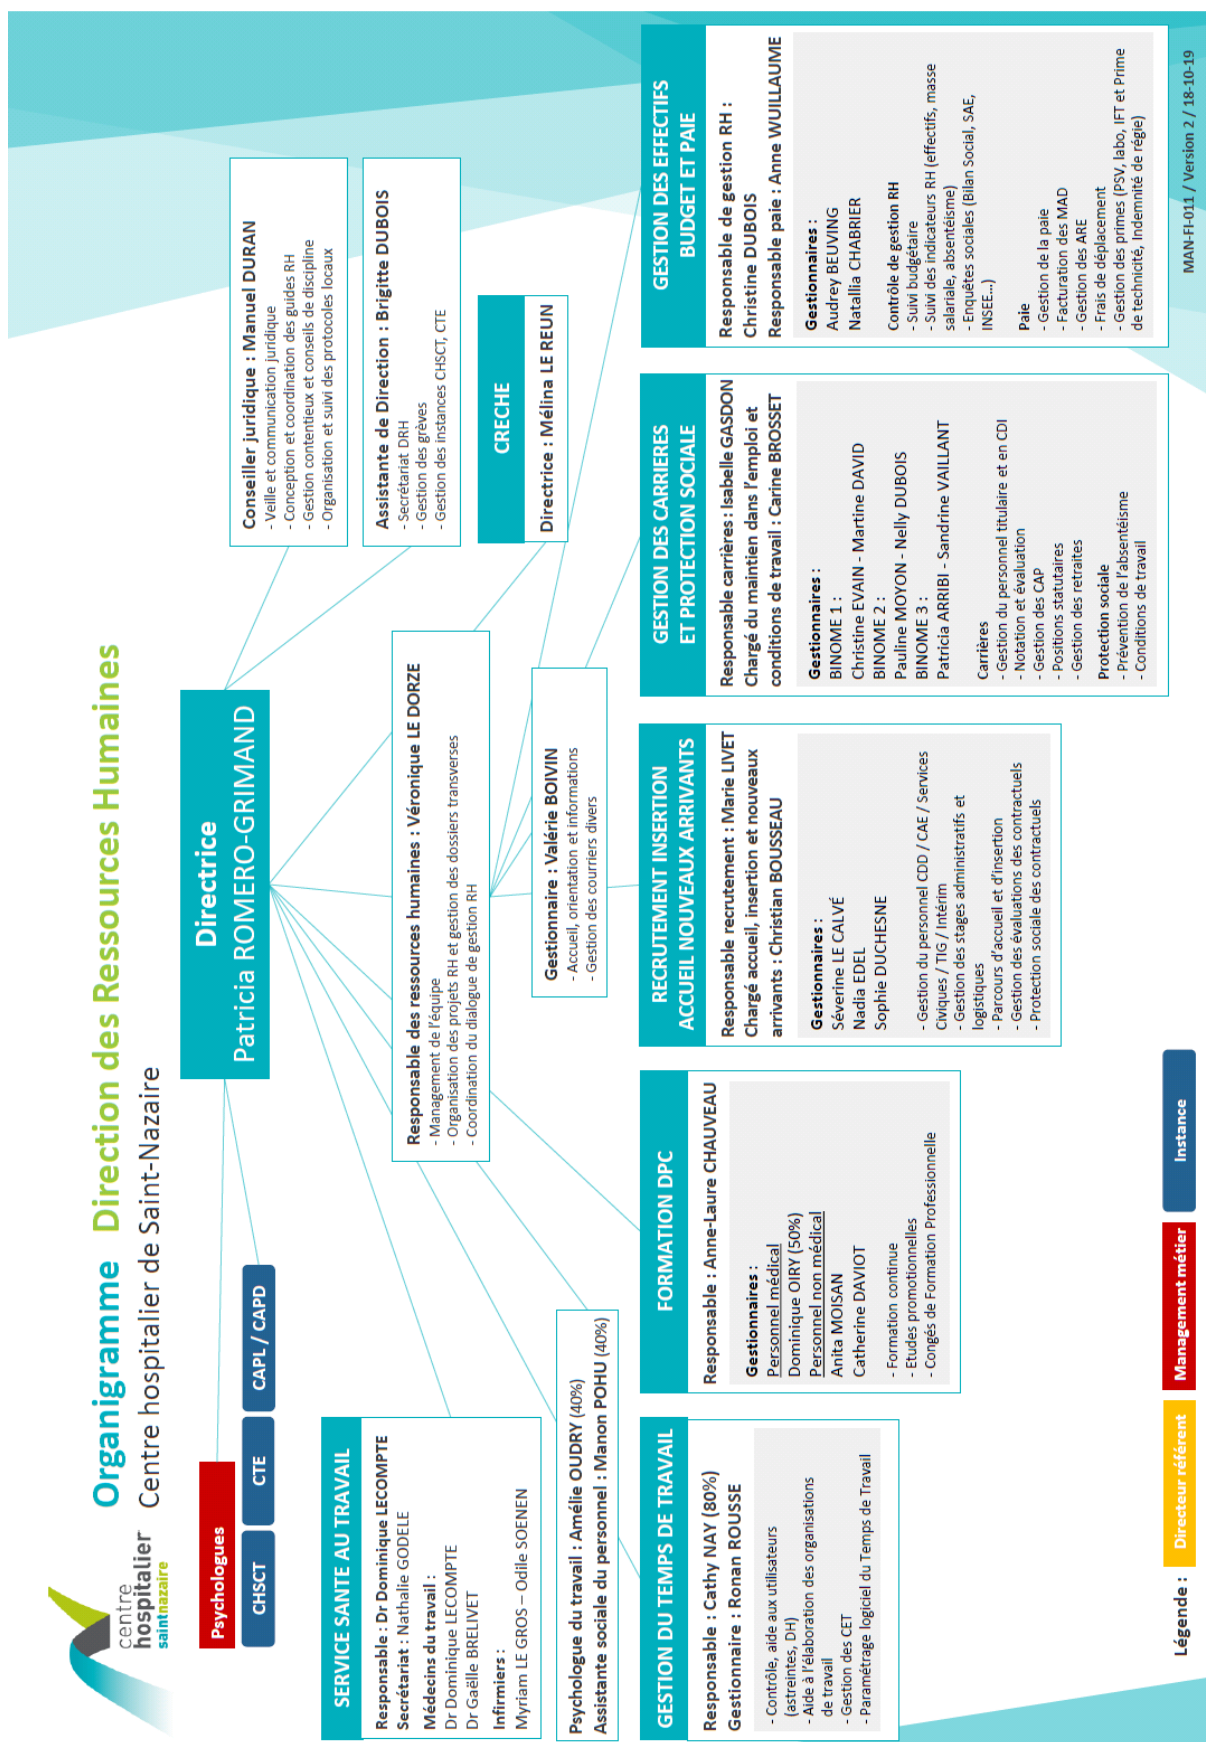 centre
hospitalier
saintnazaire
Organigramme Direction des Ressources Humaines
Centre hospitalier de Saint-Nazaire
Psychologues
CHSCT
CTE
CAPL / CAPD
Directrice
Patricia ROMERO-GRIMAND
Conseiller juridique : Manuel DURAN
- Veille et communication juridique
- Conception et coordination des guides RH
- Gestion contentieux et conseils de discipline
- Organisation et suivi des protocoles locaux
Assistante de Direction : Brigitte DUBOIS
- Secrétariat DRH
- Gestion des grèves
- Gestion des instances CHSCT, CTE
CRECHE
Directrice : Mélina LE REUN
SERVICE SANTE AU TRAVAIL
Responsable : Dr Dominique LECOMPTE
Secrétariat : Nathalie GODELE
Médecins du travail :
Dr Dominique LECOMPTE
Dr Gaëlle BRELIVET
Infirmiers :
Myriam LE GROS – Odile SOENEN
Responsable des ressources humaines : Véronique LE DORZE
- Management de l'équipe
- Organisation des projets RH et gestion des dossiers transverses
- Coordination du dialogue de gestion RH
Psychologue du travail : Amélie OUDRY (40%)
Assistante sociale du personnel : Manon POHU (40%)
Gestionnaire : Valérie BOIVIN
- Accueil, orientation et informations
- Gestion des courriers divers
GESTION DU TEMPS DE TRAVAIL
Responsable : Cathy NAY (80%)
Gestionnaire : Ronan ROUSSE
- Contrôle, aide aux utilisateurs
(astreintes, DH)
- Aide à l'élaboration des organisations
de travail
- Gestion des CET
- Paramétrage logiciel du Temps de Travail
FORMATION DPC
Responsable : Anne-Laure CHAUVEAU
Gestionnaires :
Personnel médical
Dominique OIRY (50%)
Personnel non médical
Anita MOISAN
Catherine DAVIOT
- Formation continue
- Etudes promotionnelles
- Congés de Formation Professionnelle
RECRUTEMENT INSERTION
ACCUEIL NOUVEAUX ARRIVANTS
Responsable recrutement : Marie LIVET
Chargé accueil, insertion et nouveaux
arrivants : Christian BOUSSEAU
Gestionnaires :
Séverine LE CALVÉ
Nadia EDEL
Sophie DUCHESNE
- Gestion du personnel CDD / CAE / Services
Civiques / TIG / Intérim
- Gestion des stages administratifs et
logistiques
- Parcours d'accueil et d'insertion
- Gestion des évaluations des contractuels
- Protection sociale des contractuels
GESTION DES CARRIERES
ET PROTECTION SOCIALE
Responsable carrières : Isabelle GASDON
Chargé du maintien dans l'emploi et
conditions de travail : Carine BROSSET
Gestionnaires :
BINOME 1 :
Christine EVAIN - Martine DAVID
BINOME 2 :
Pauline MOYON - Nelly DUBOIS
BINOME 3 :
Patricia ARRIBI - Sandrine VAILLANT
Carrières
- Gestion du personnel titulaire et en CDI
- Notation et évaluation
- Gestion des CAP
- Positions statutaires
- Gestion des retraites
Protection sociale
- Prévention de l'absentéisme
- Conditions de travail
GESTION DES EFFECTIFS
BUDGET ET PAIE
Responsable de gestion RH :
Christine DUBOIS
Responsable paie : Anne WUILLAUME
Gestionnaires :
Audrey BEUVING
Natallia CHABRIER
Contrôle de gestion RH
- Suivi budgétaire
- Suivi des indicateurs RH (effectifs, masse
salariale, absentéisme)
- Enquêtes sociales (Bilan Social, SAE,
INSEE...)
Paie
- Gestion de la paie
- Facturation des MAD
- Gestion des ARE
- Frais de déplacement
- Gestion des primes (PSV, labo, IFT et Prime
de technicité, Indemnité de régie)
Légende :
Directeur référent
Management métier
Instance
MAN-FI-011 / Version 2 / 18-10-19